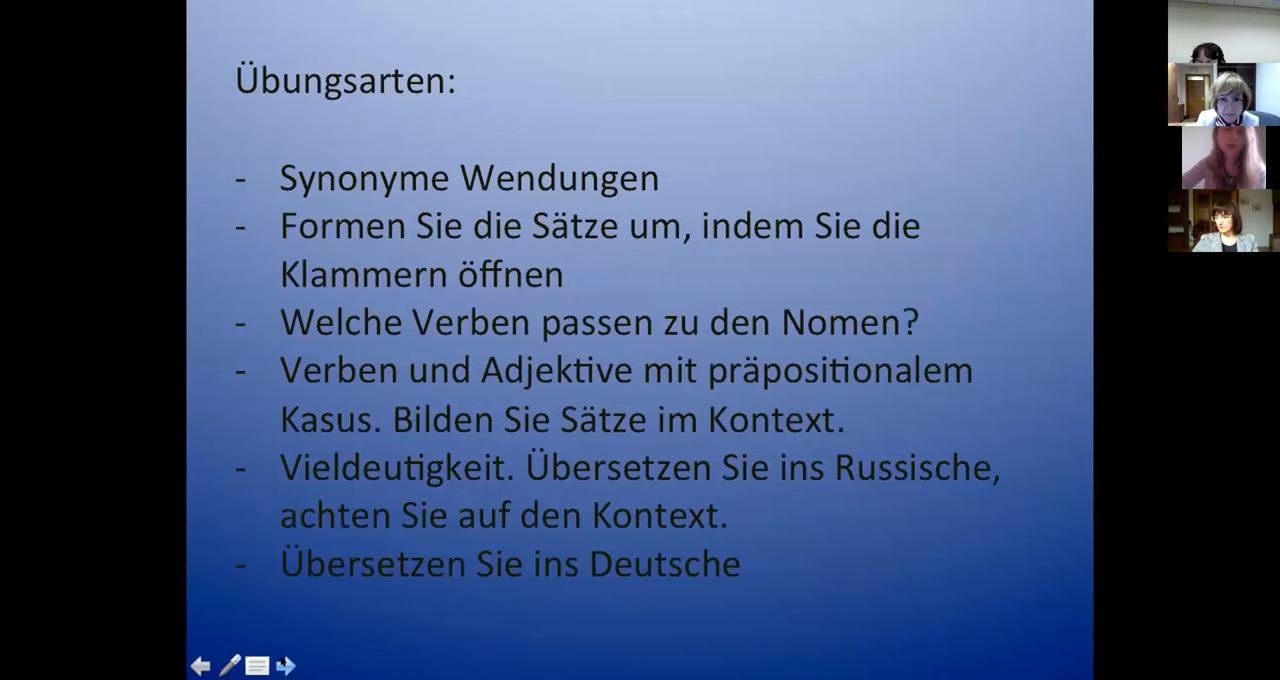 Übungsarten:
- Synonyme Wendungen
- Formen Sie die Sätze um, indem Sie die
Klammern öffnen
- Welche Verben passen zu den Nomen?
- Verben und Adjektive mit präpositionalem
Kasus. Bilden Sie Sätze im Kontext.
- Vieldeutigkeit. Übersetzen Sie ins Russische,
achten Sie auf den Kontext.
- Übersetzen Sie ins Deutsche